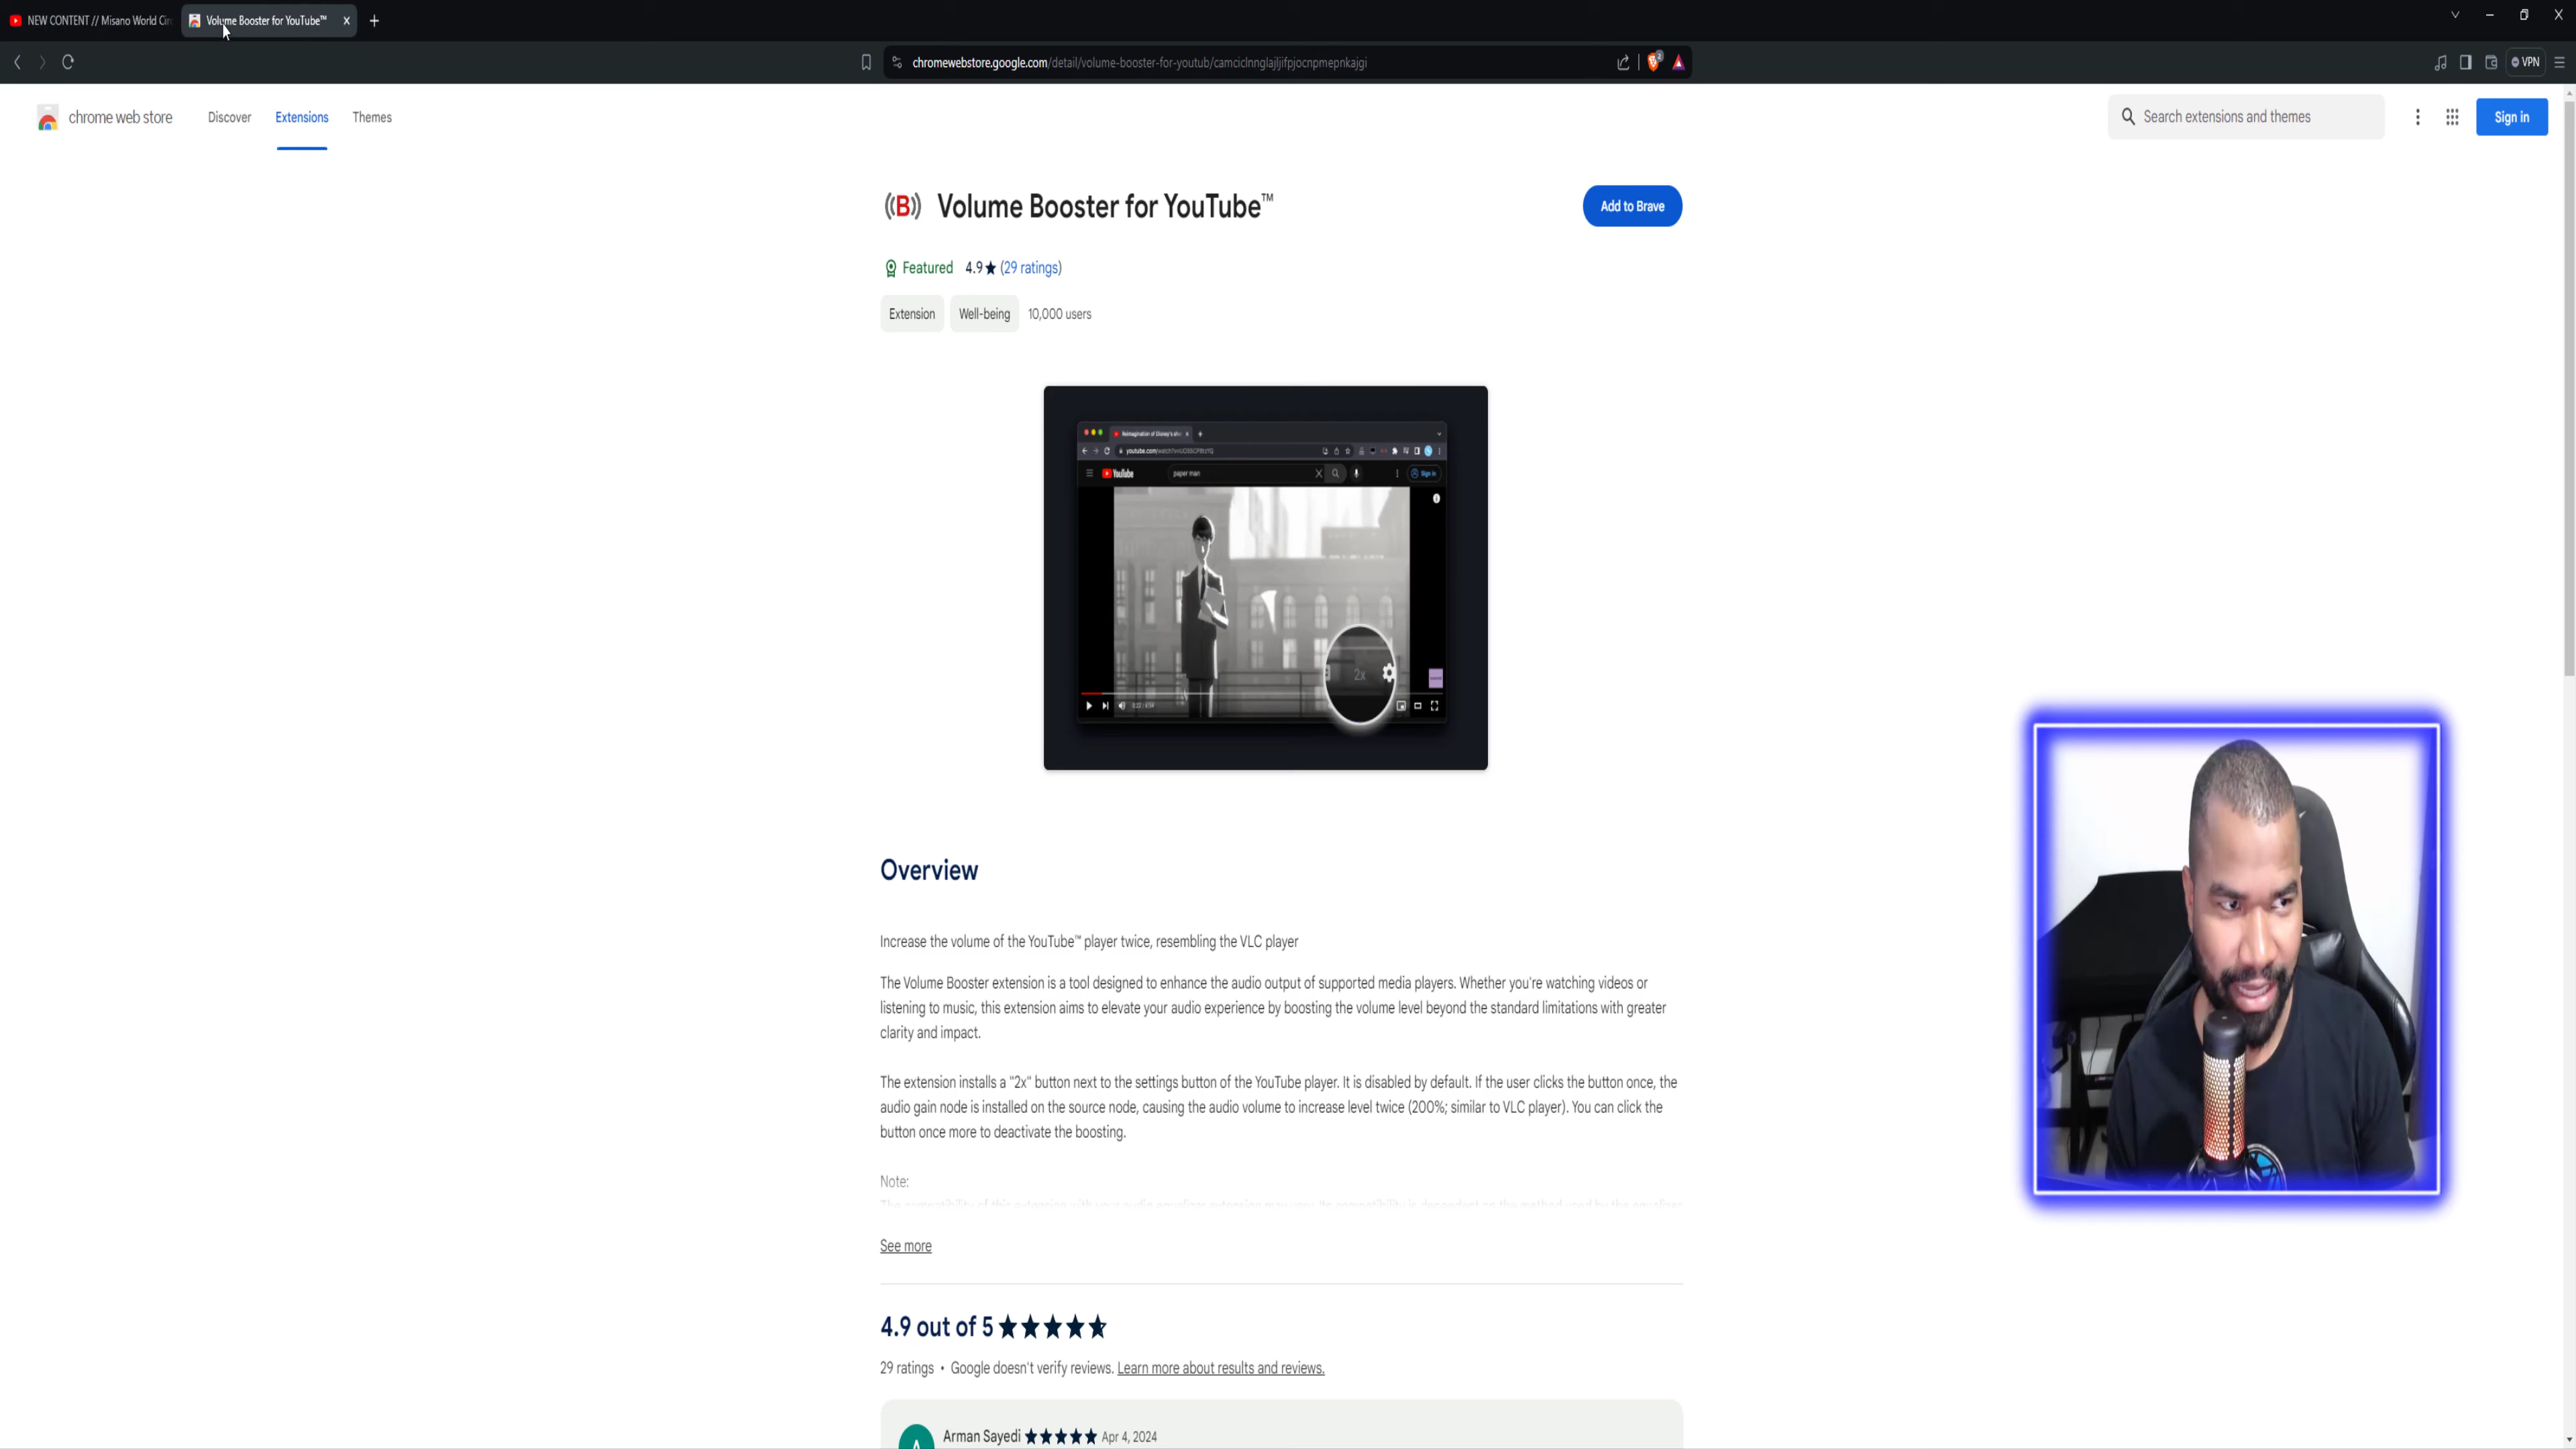 NEW CONTENT // Misano World Cir
Volume Booster for YouTube™
chromewebstore.google.com/detail/volume-booster-for-youtub/camciclnnglajljifpjocnpmepnkajgi
VPN
chrome web store
Discover
Extensions
Themes
Search extensions and themes
Sign in
((B)) Volume Booster for YouTube™
Add to Brave
Featured 4.9★ (29 ratings)
Extension
Well-being
10,000 users
YouTube
paper man
Sign in
2x
Overview
Increase the volume of the YouTube™ player twice, resembling the VLC player
The Volume Booster extension is a tool designed to enhance the audio output of supported media players. Whether you're watching videos or
listening to music, this extension aims to elevate your audio experience by boosting the volume level beyond the standard limitations with greater
clarity and impact.
The extension installs a "2x" button next to the settings button of the YouTube player. It is disabled by default. If the user clicks the button once, the
audio gain node is installed on the source node, causing the audio volume to increase level twice (200%; similar to VLC player). You can click the
button once more to deactivate the boosting.
Note:
See more
4.9 out of 5
29 ratings • Google doesn't verify reviews. Learn more about results and reviews.
Arman Sayedi ★★★★★ Apr 4, 2024